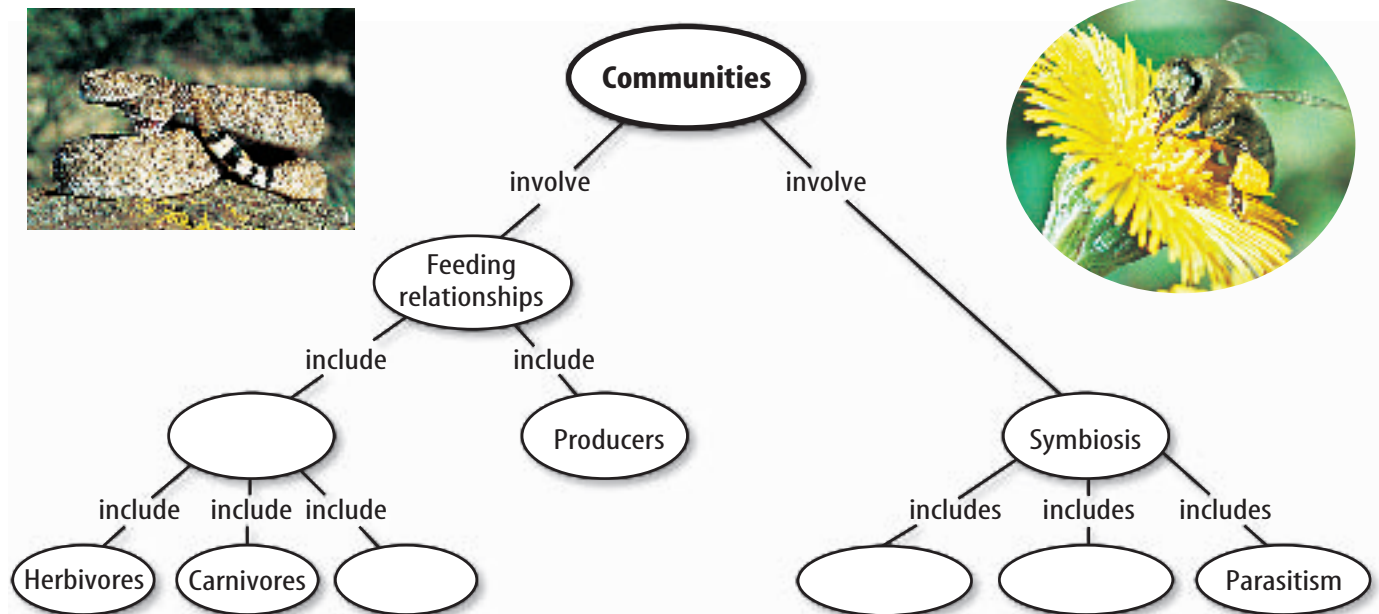 Communities
involve
involve
Feeding
relationships
include
include
Producers
Symbiosis
include
include
include
includes
includes
includes
Herbivores
Carnivores
Parasitism